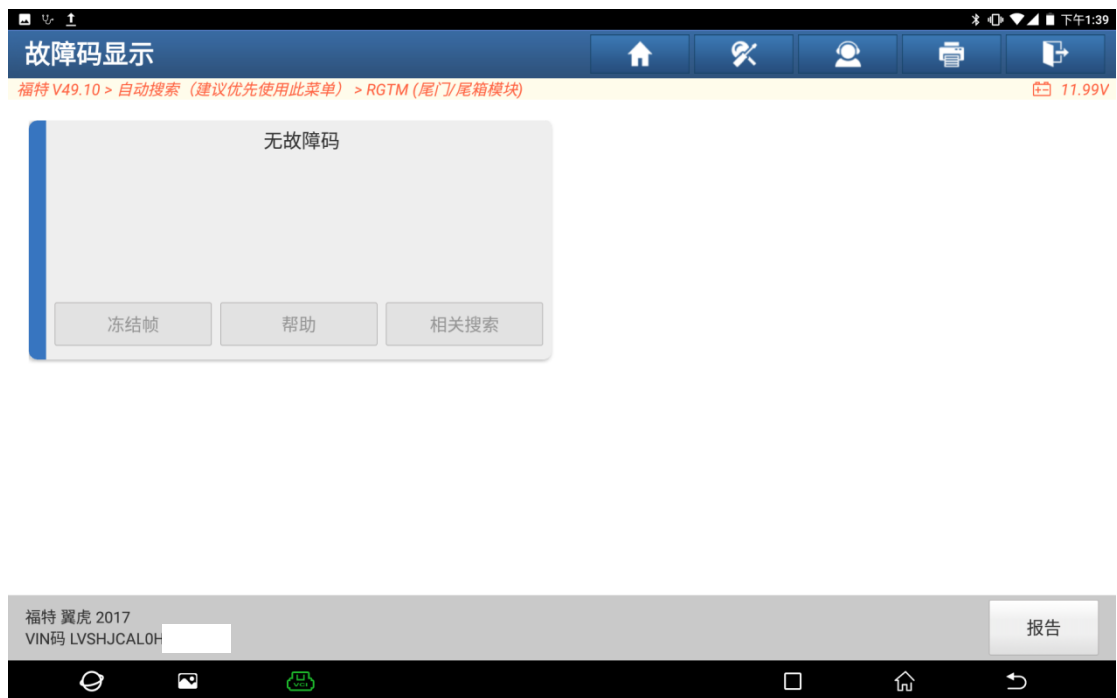 下午1:39
故障码显示
福特 V49.10 > 自动搜索（建议优先使用此菜单） > RGTM (尾门/尾箱模块)
11.99V
无故障码
冻结帧
帮助
相关搜索
福特 翼虎 2017
VIN码 LVSHJCAL0H
报告
VCI